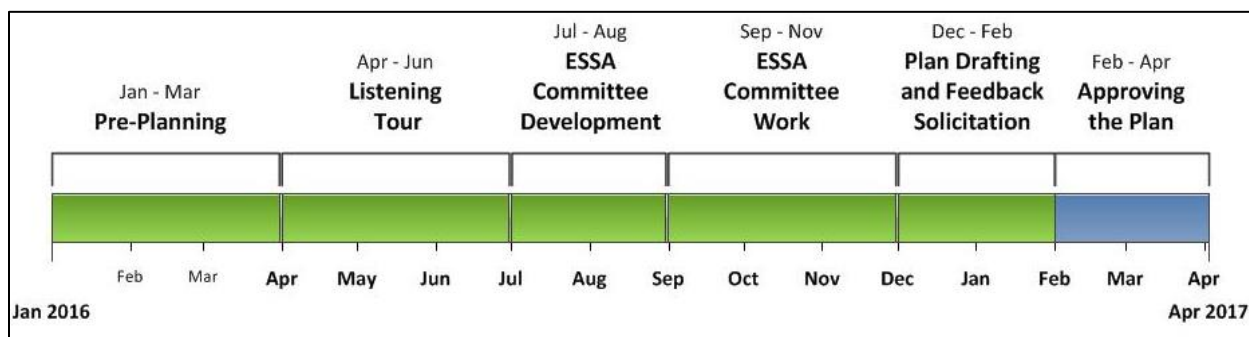 Jan - Mar
Pre-Planning
Apr - Jun
Listening
Tour
Jul - Aug
ESSA
Committee
Development
Sep - Nov
ESSA
Committee
Work
Dec - Feb
Plan Drafting
and Feedback
Solicitation
Feb - Apr
Approving
the Plan
Feb Mar Apr May Jun Jul Aug Sep Oct Nov Dec Jan Feb Mar Apr
Jan 2016 Apr 2017